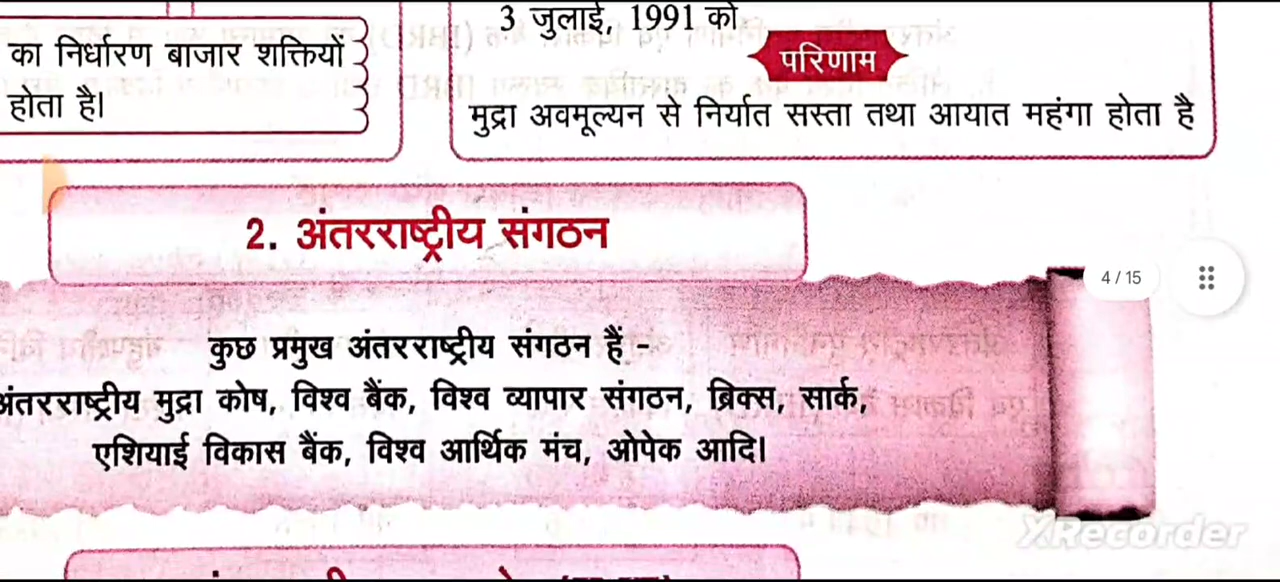 का निर्धारण बाजार शक्तियों
होता है।
3 जुलाई, 1991 को
परिणाम
मुद्रा अवमूल्यन से निर्यात सस्ता तथा आयात महंगा होता है
2. अंतरराष्ट्रीय संगठन
4 / 15
कुछ प्रमुख अंतरराष्ट्रीय संगठन हैं -
अंतरराष्ट्रीय मुद्रा कोष, विश्व बैंक, विश्व व्यापार संगठन, ब्रिक्स, सार्क,
एशियाई विकास बैंक, विश्व आर्थिक मंच, ओपेक आदि।
XRecorder